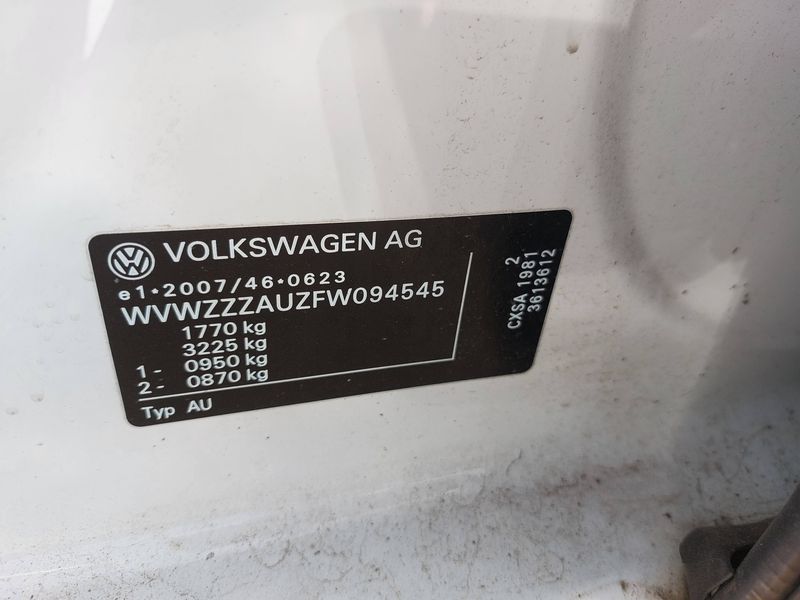 VOLKSWAGEN AG
e1*2007/46*0623
WVWZZZAUZFW094545
1770 kg
3225 kg
1- 0950 kg
2- 0870 kg
Typ AU
2
CXSA 1981
3613612